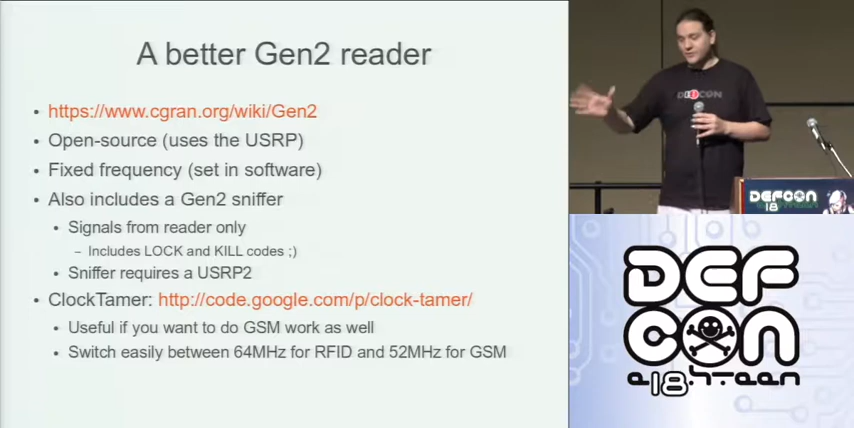 A better Gen2 reader
• https://www.cgran.org/wiki/Gen2
• Open-source (uses the USRP)
• Fixed frequency (set in software)
• Also includes a Gen2 sniffer
• Signals from reader only
– Includes LOCK and KILL codes ;)
• Sniffer requires a USRP2
• ClockTamer: http://code.google.com/p/clock-tamer/
• Useful if you want to do GSM work as well
• Switch easily between 64MHz for RFID and 52MHz for GSM
DEFCON
DEFCON
18
DEF
CON
e18h.teen